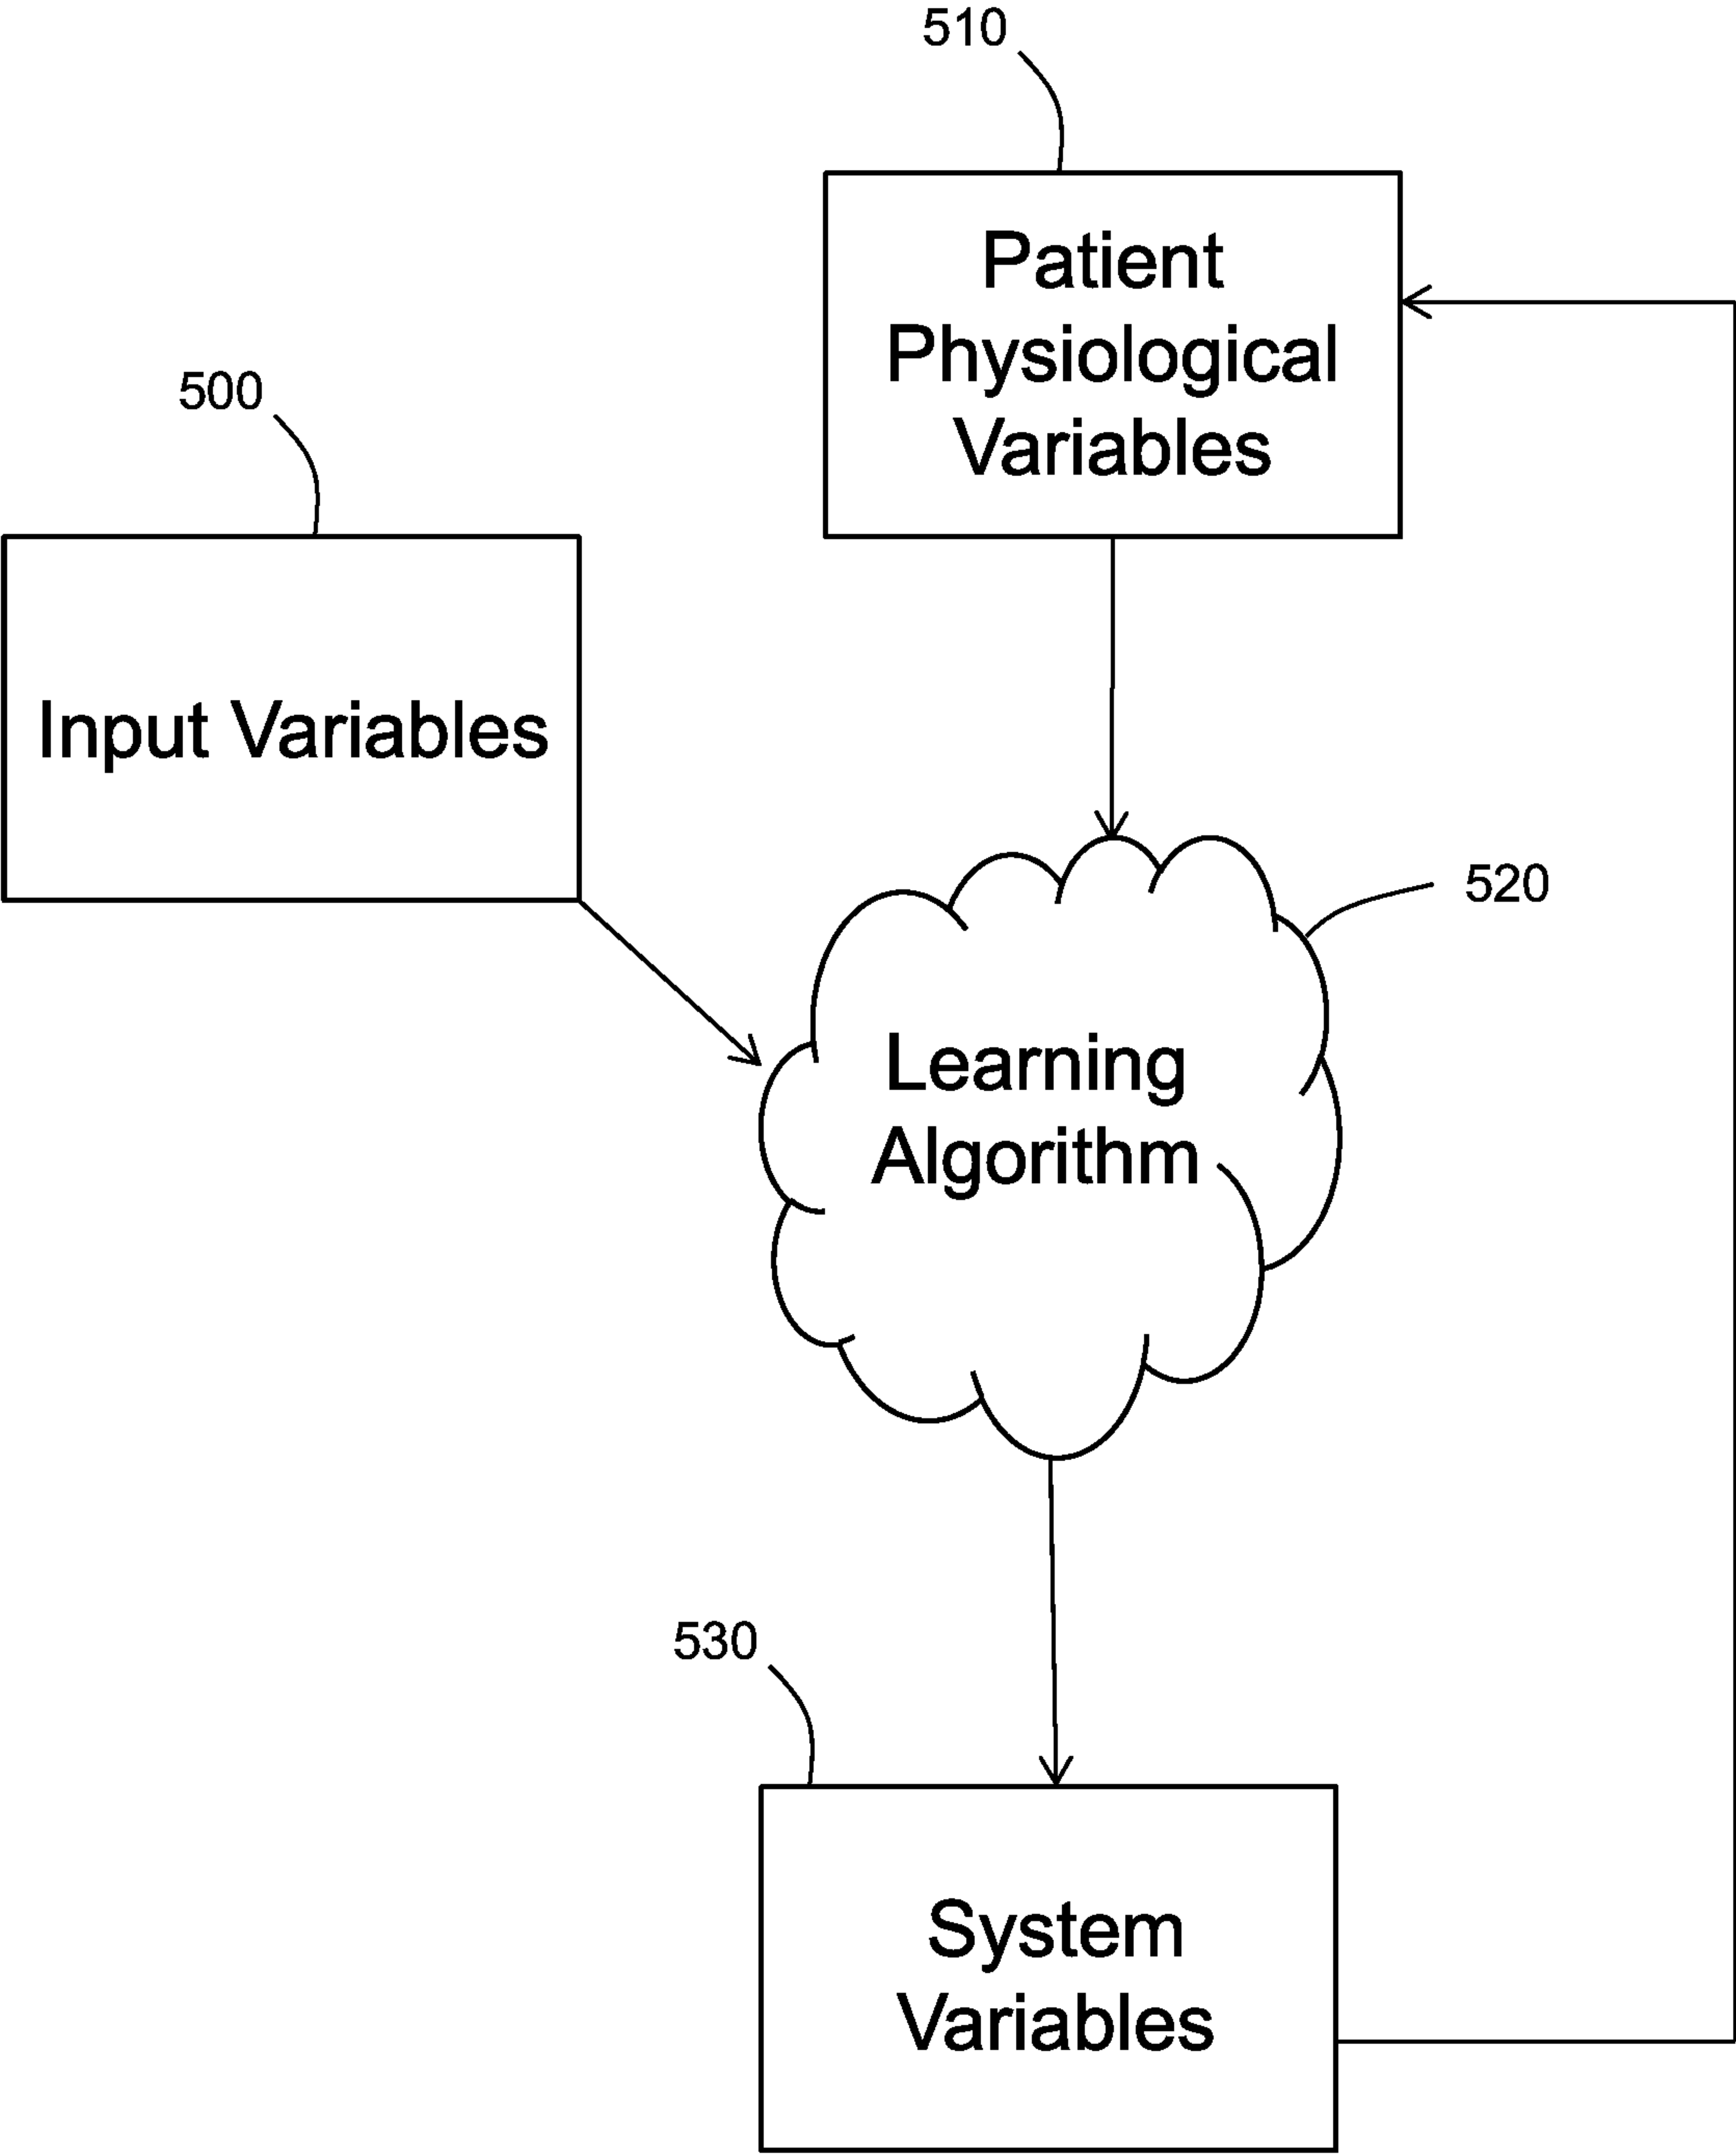 510
Patient
Physiological
Variables
500
Input Variables
520
Learning
Algorithm
530
System
Variables